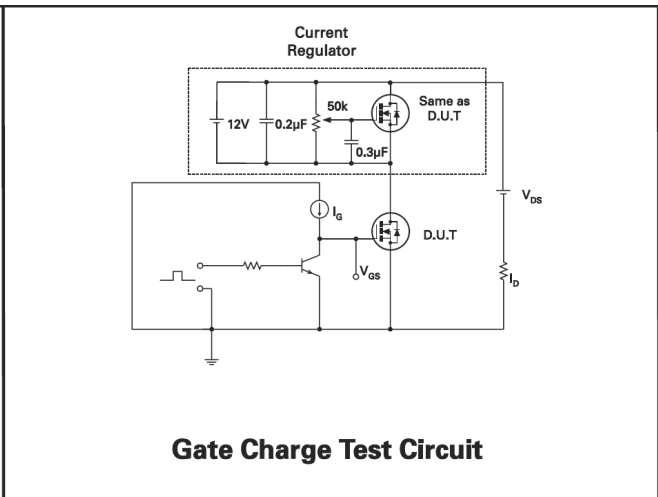 Current
Regulator
12V
0.2µF
50k
0.3µF
Same as
D.U.T
I_G
V_GS
D.U.T
V_DS
I_D
Gate Charge Test Circuit